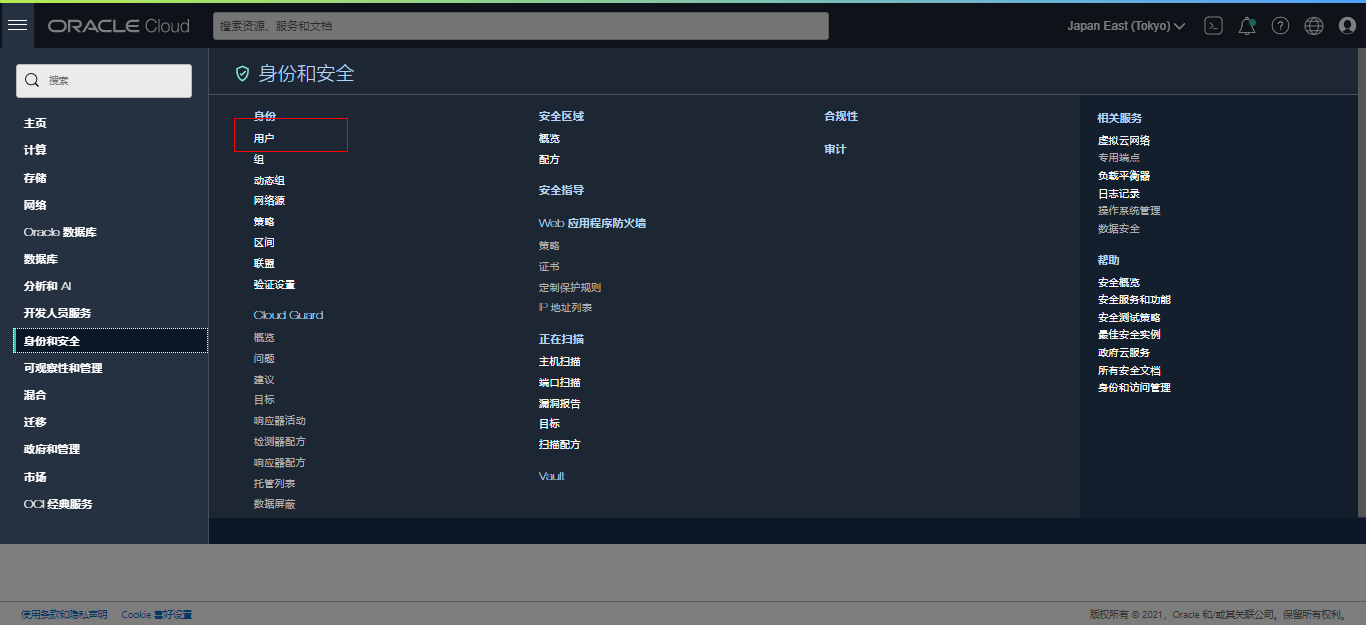 ORACLE Cloud
搜索资源、服务和文档
Japan East (Tokyo)
搜索
主页
计算
存储
网络
Oracle 数据库
数据库
分析和 AI
开发人员服务
身份和安全
可观察性和管理
混合
迁移
政府和管理
市场
OCI 经典服务
身份和安全
身份
用户
组
动态组
网络源
策略
区间
联盟
验证设置
Cloud Guard
概览
问题
建议
目标
响应器活动
检测器配方
响应器配方
托管列表
数据屏蔽
安全区域
概览
配方
安全指导
Web 应用程序防火墙
策略
证书
定制保护规则
IP 地址列表
正在扫描
主机扫描
端口扫描
漏洞报告
目标
扫描配方
Vault
合规性
审计
相关服务
虚拟云网络
专用端点
负载平衡器
日志记录
操作系统管理
数据安全
帮助
安全概览
安全服务和功能
安全测试策略
最佳安全实例
政府云服务
所有安全文档
身份和访问管理
使用条款和隐私声明
Cookie 喜好设置
版权所有 © 2021，Oracle 和/或其关联公司。保留所有权利。